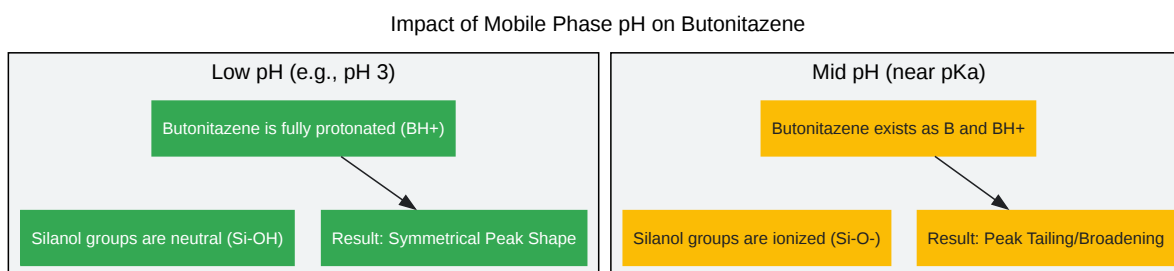 Impact of Mobile Phase pH on Butonitazene
Low pH (e.g., pH 3)
Butonitazene is fully protonated (BH+)
Silanol groups are neutral (Si-OH)
Result: Symmetrical Peak Shape
Mid pH (near pKa)
Butonitazene exists as B and BH+
Silanol groups are ionized (Si-O-)
Result: Peak Tailing/Broadening